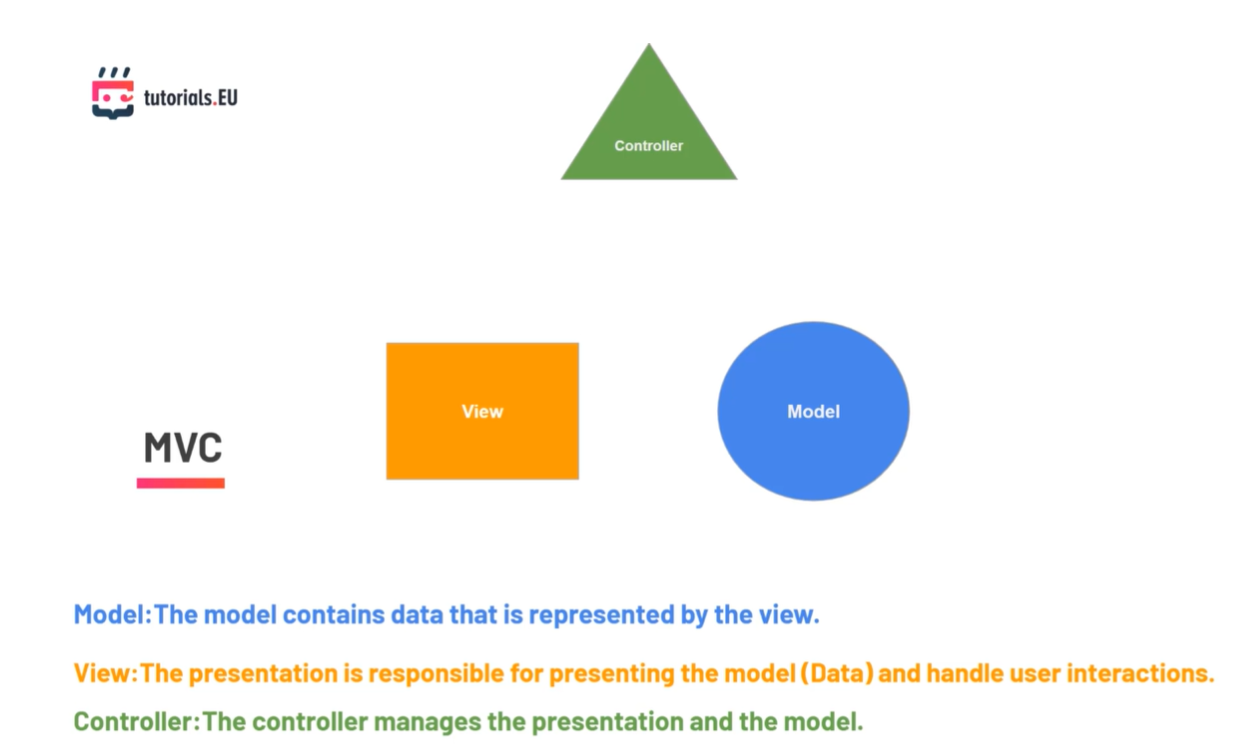 tutorials.EU
Controller
View
Model
MVC
Model:The model contains data that is represented by the view.
View:The presentation is responsible for presenting the model (Data) and handle user interactions.
Controller:The controller manages the presentation and the model.